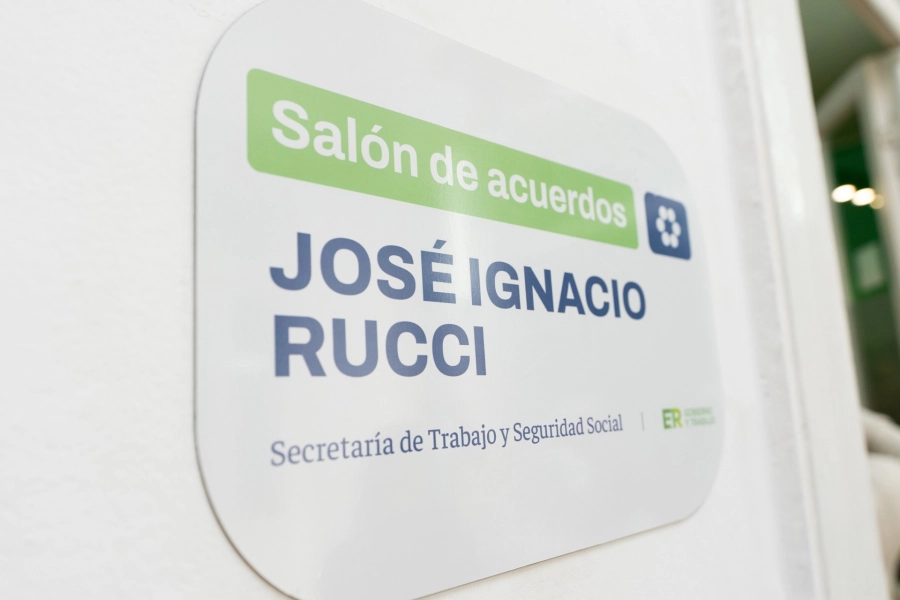 Salón de acuerdos
JOSÉ IGNACIO
RUCCI
Secretaría de Trabajo y Seguridad Social
ER